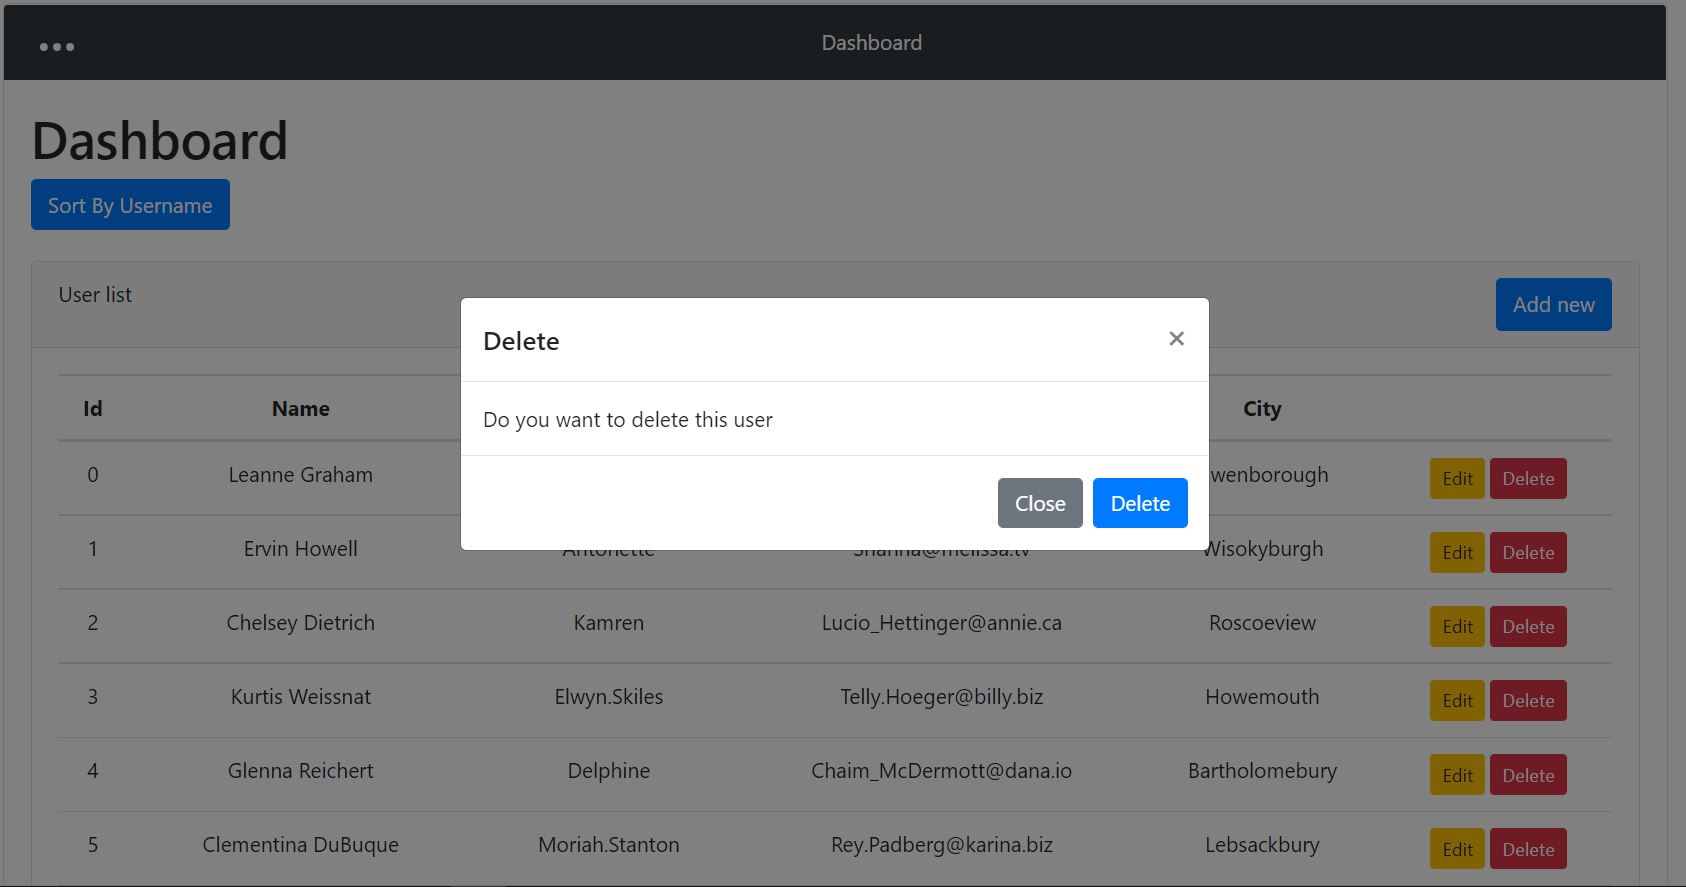 Dashboard
Dashboard
Sort By Username
User list
Add new
Delete ×
Do you want to delete this user
Close Delete
Id Name City
0 Leanne Graham Edit Delete
1 Ervin Howell Wisokyburgh Edit Delete
2 Chelsey Dietrich Kamren Lucio_Hettinger@annie.ca Roscoeview Edit Delete
3 Kurtis Weissnat Elwyn.Skiles Telly.Hoeger@billy.biz Howemouth Edit Delete
4 Glenna Reichert Delphine Chaim_McDermott@dana.io Bartholomebury Edit Delete
5 Clementina DuBuque Moriah.Stanton Rey.Padberg@karina.biz Lebsackbury Edit Delete